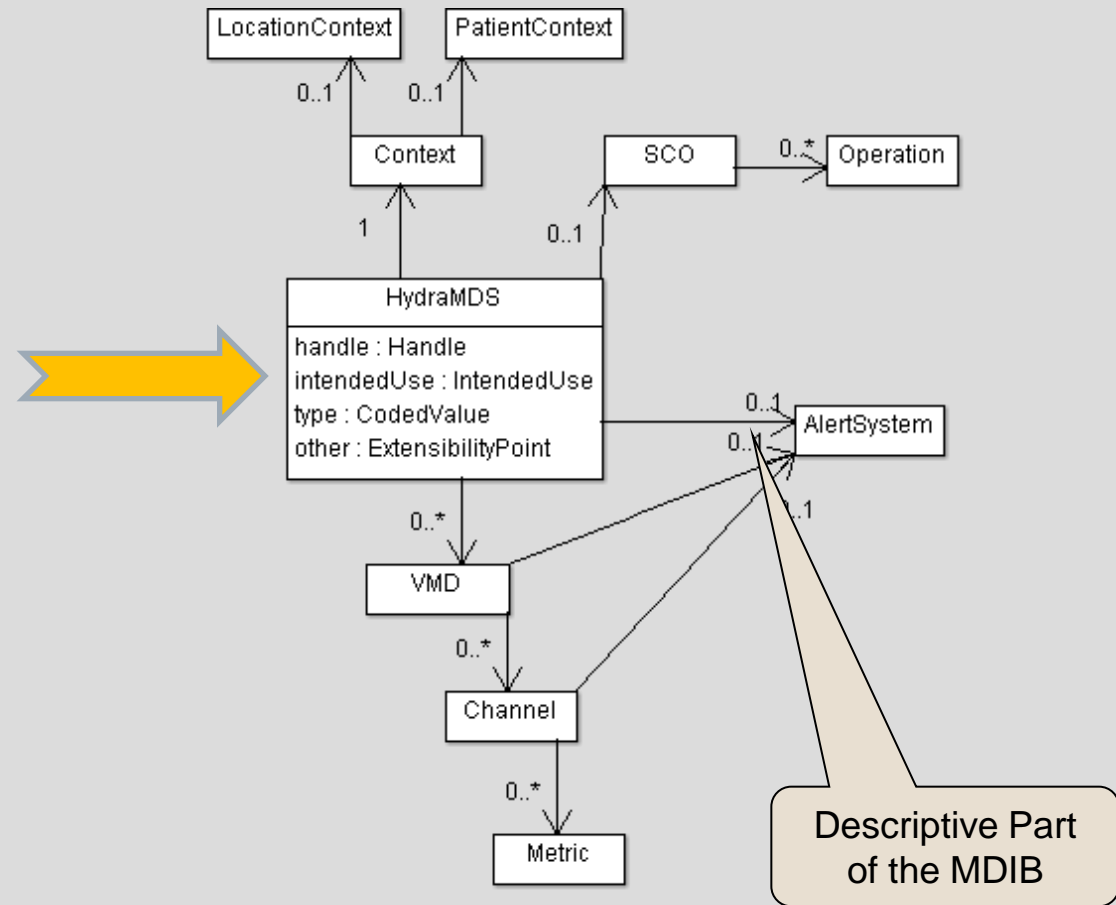 LocationContext
PatientContext
0..1
0..1
Context
SCO
0..*
Operation
1
0..1
HydraMDS
handle : Handle
intendedUse : IntendedUse
type : CodedValue
other : ExtensibilityPoint
0..1
AlertSystem
0..1
0..*
VMD
0..*
Channel
0..*
Metric
Descriptive Part
of the MDIB